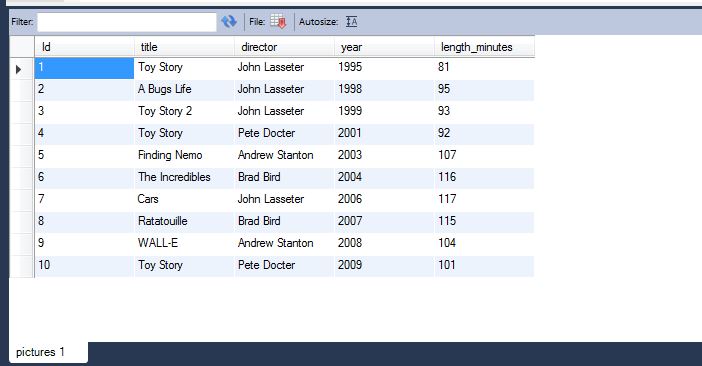 Filter: File: Autosize:
Id title director year length_minutes
1 Toy Story John Lasseter 1995 81
2 A Bugs Life John Lasseter 1998 95
3 Toy Story 2 John Lasseter 1999 93
4 Toy Story Pete Docter 2001 92
5 Finding Nemo Andrew Stanton 2003 107
6 The Incredibles Brad Bird 2004 116
7 Cars John Lasseter 2006 117
8 Ratatouille Brad Bird 2007 115
9 WALL-E Andrew Stanton 2008 104
10 Toy Story Pete Docter 2009 101
pictures 1